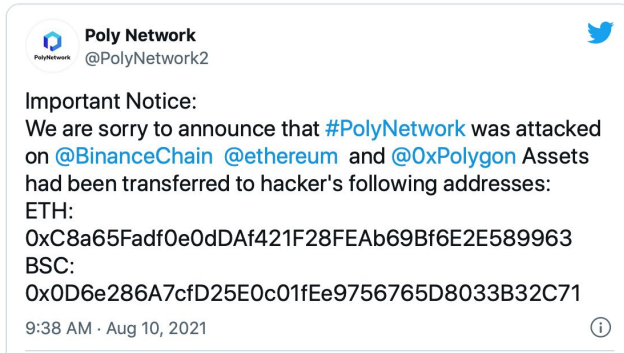 Poly Network
PolyNetwork
@PolyNetwork2
Important Notice:
We are sorry to announce that #PolyNetwork was attacked
on @BinanceChain @ethereum and @0xPolygon Assets
had been transferred to hacker's following addresses:
ETH:
0xC8a65Fadf0e0dDAf421F28FEAb69Bf6E2E589963
BSC:
0x0D6e286A7cfD25E0c01fEe9756765D8033B32C71
9:38 AM · Aug 10, 2021